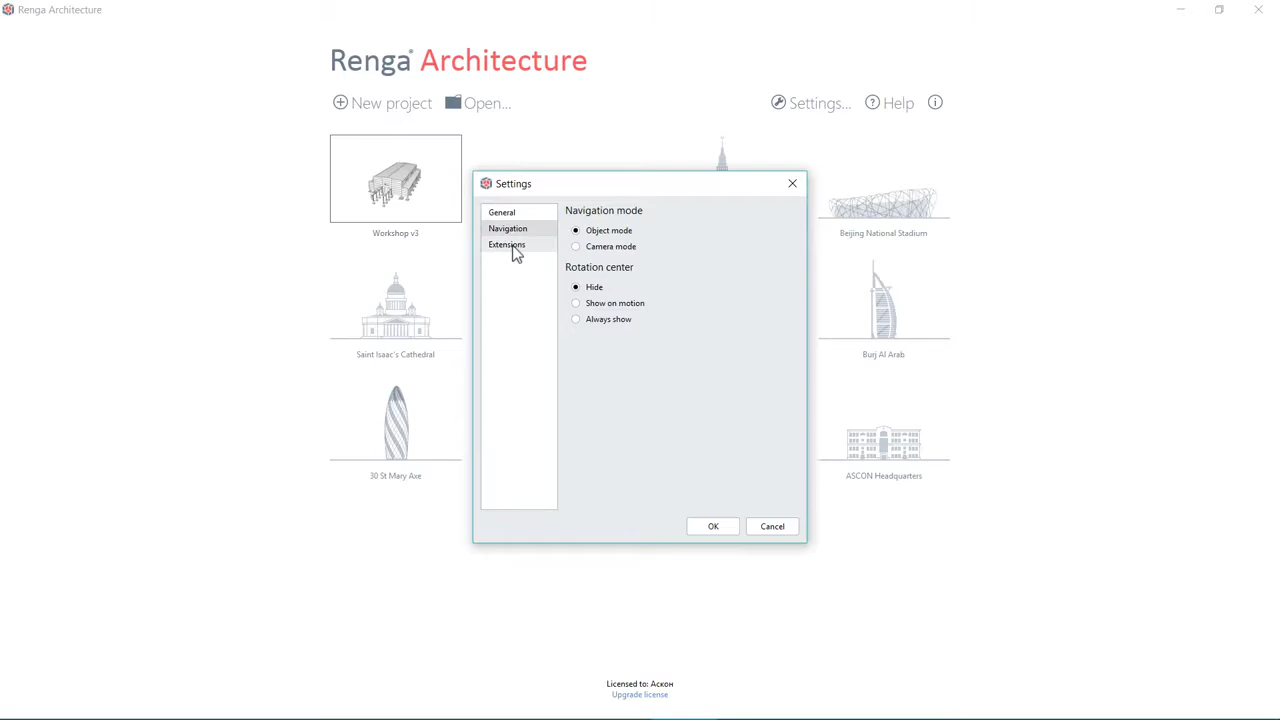 Renga Architecture
Renga® Architecture
New project Open... Settings... Help
Settings
General
Navigation
Extensions
Navigation mode
Object mode
Camera mode
Rotation center
Hide
Show on motion
Always show
OK Cancel
Workshop v3
Beijing National Stadium
Saint Isaac's Cathedral
Burj Al Arab
30 St Mary Axe
ASCON Headquarters
Licensed to: Аскон
Upgrade license